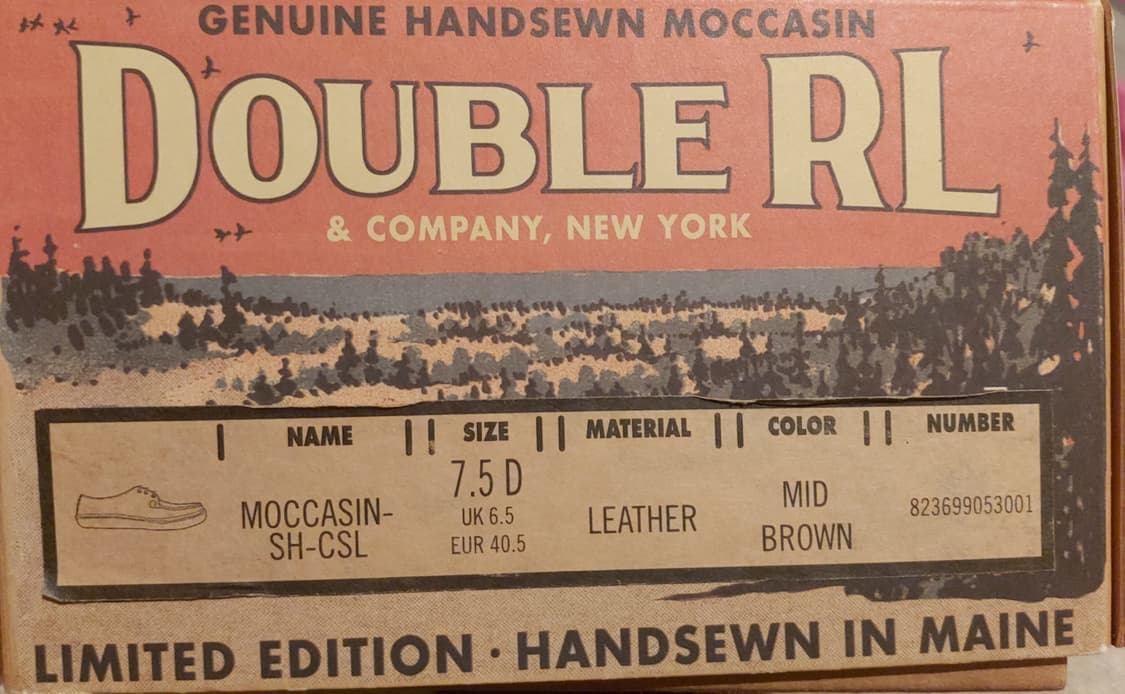 GENUINE HANDSEWN MOCCASIN
DOUBLE RL
& COMPANY, NEW YORK
NAME SIZE MATERIAL COLOR NUMBER
MOCCASIN-
SH-CSL
7.5 D
UK 6.5
EUR 40.5
LEATHER
MID
BROWN
823699053001
LIMITED EDITION · HANDSEWN IN MAINE